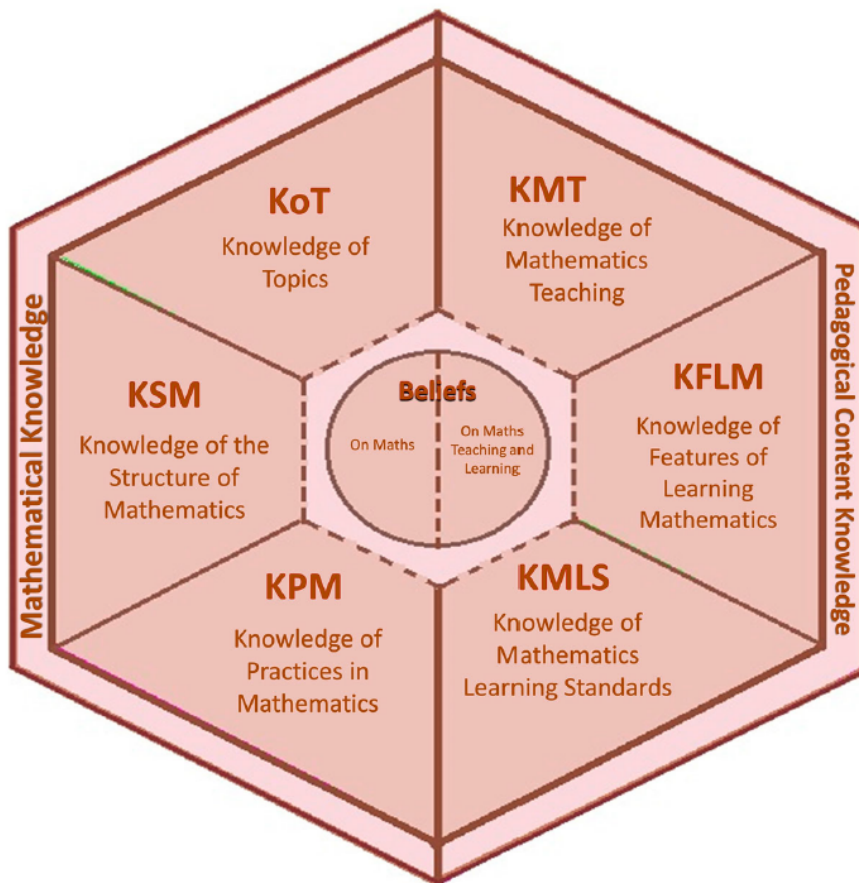 KoT
Knowledge of
Topics
KMT
Knowledge of
Mathematics
Teaching
Mathematical Knowledge
KSM
Knowledge of the
Structure of
Mathematics
Beliefs
On Maths
On Maths
Teaching and
Learning
KFLM
Knowledge of
Features of
Learning
Mathematics
Pedagogical Content Knowledge
KPM
Knowledge of
Practices in
Mathematics
KMLS
Knowledge of
Mathematics
Learning Standards